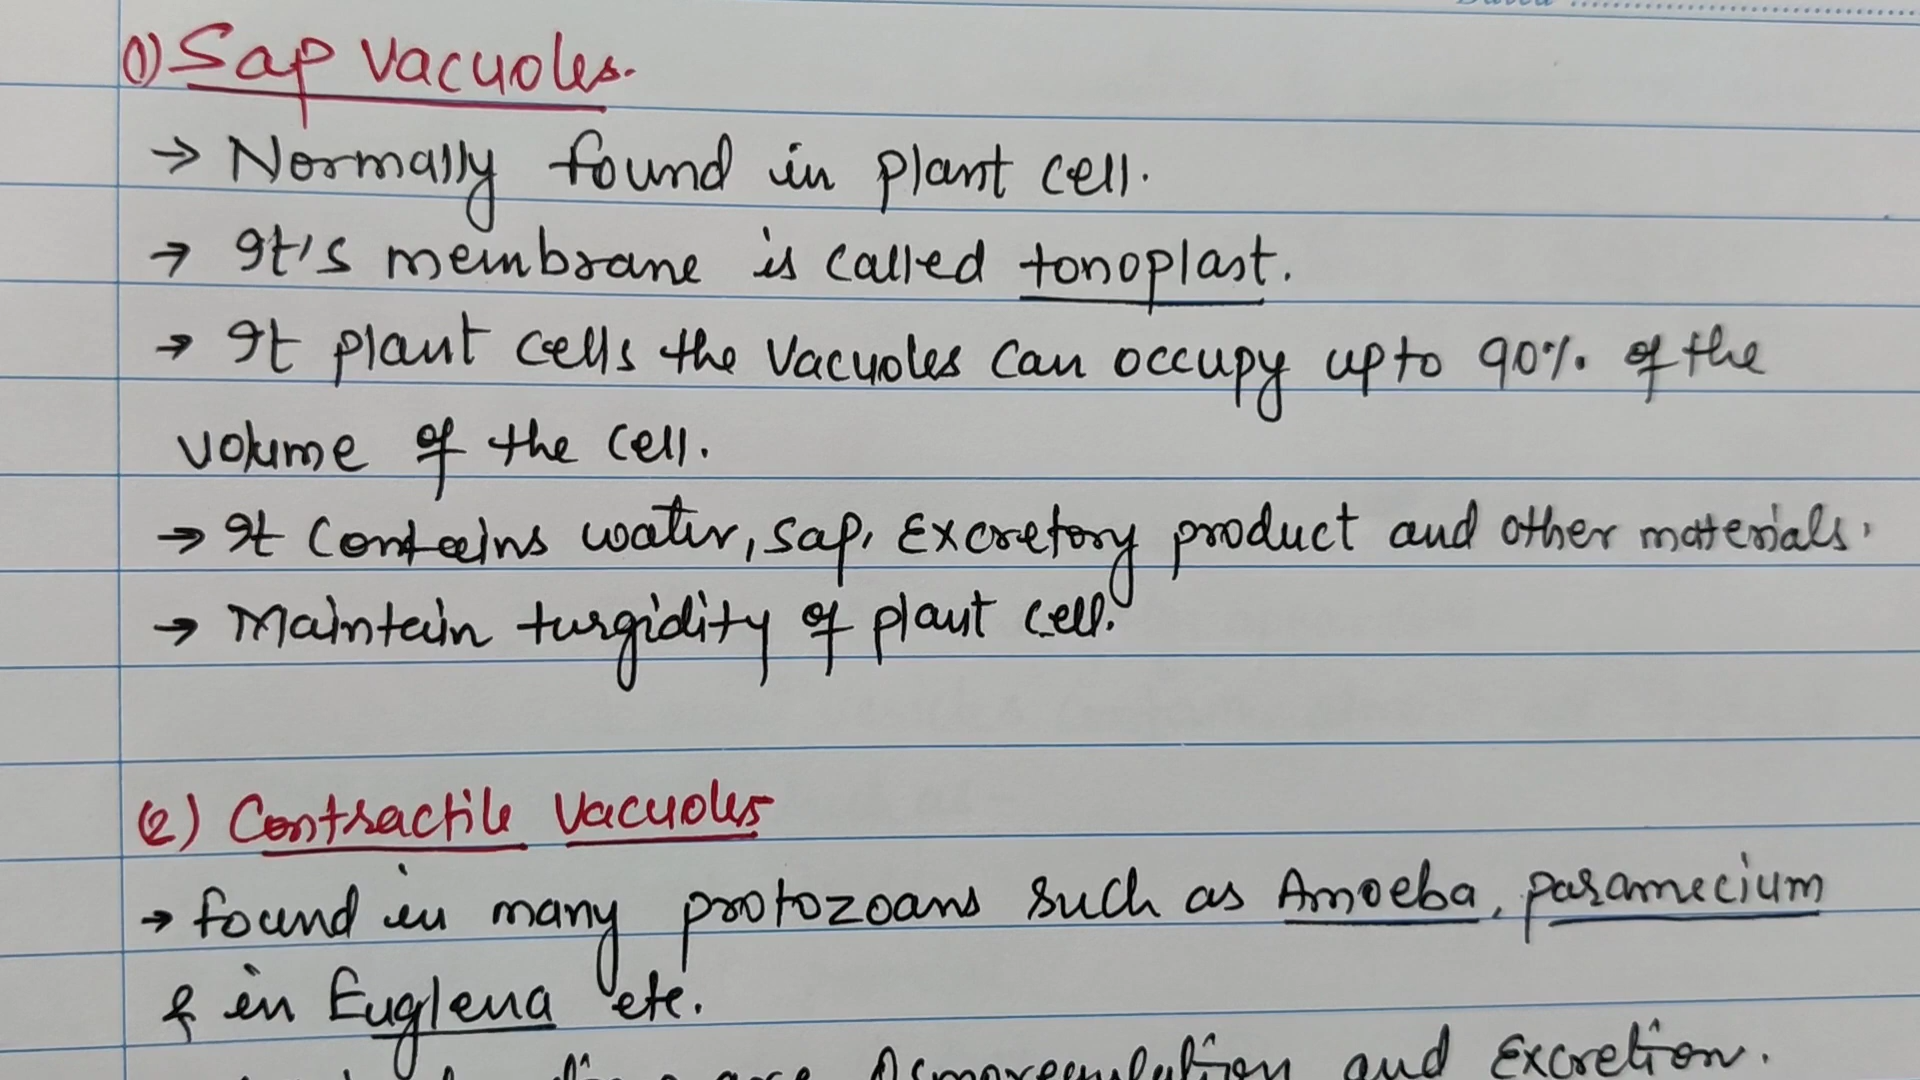 (1) Sap Vacuoles.
→ Normally found in plant cell.
→ It's membrane is called tonoplast.
→ It plant cells the vacuoles can occupy upto 90% of the
volume of the cell.
→ It contains water, sap, Excretory product and other materials.
→ Maintain turgidity of plant cell.
(2) Contractile Vacuoles
→ found in many protozoans such as Amoeba, paramecium
& in Euglena etc.
Osmoregulation and Excretion.